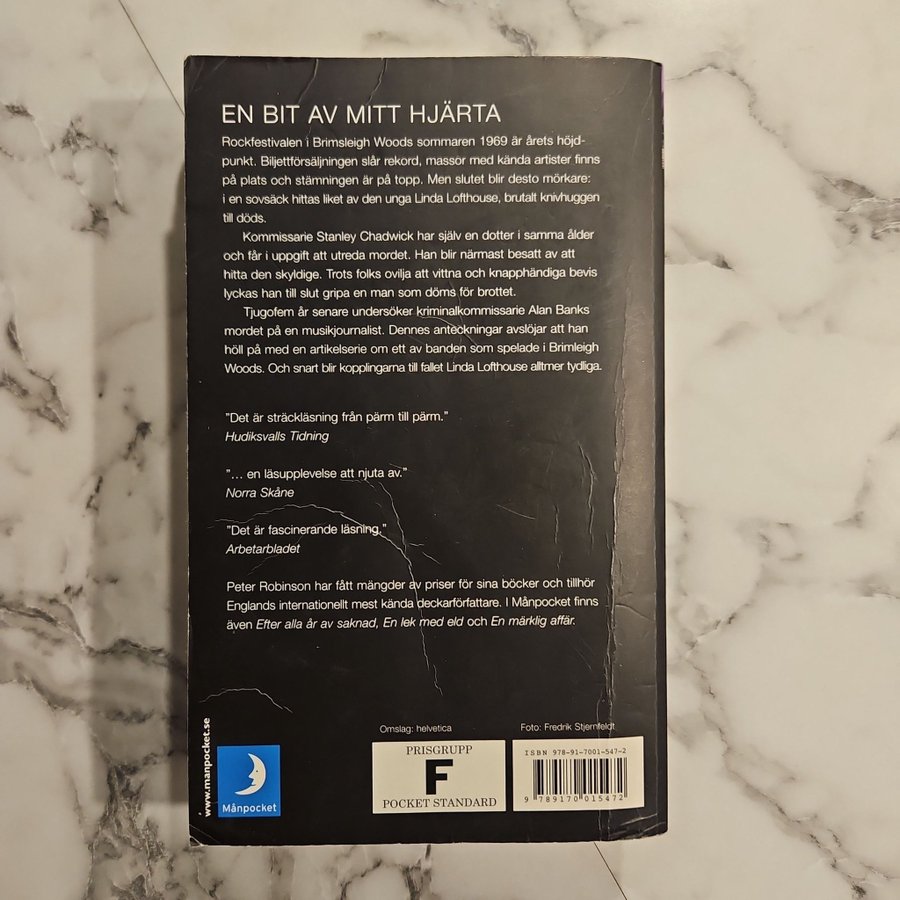 EN BIT AV MITT HJÄRTA
Rockfestivalen i Brimsleigh Woods sommaren 1969 är årets höjd-
punkt. Biljettförsäljningen slår rekord, massor med kända artister finns
på plats och stämningen är på topp. Men slutet blir desto mörkare:
i en sovsäck hittas liket av den unga Linda Lofthouse, brutalt knivhuggen
till döds.
Kommissarie Stanley Chadwick har själv en dotter i samma ålder
och får i uppgift att utreda mordet. Han blir närmast besatt av att
hitta den skyldige. Trots folks ovilja att vittna och knapphändiga bevis
lyckas han till slut gripa en man som döms för brottet.
Tjugofem år senare undersöker kriminalkommissarie Alan Banks
mordet på en musikjournalist. Dennes anteckningar avslöjar att han
höll på med en artikelserie om ett av banden som spelade i Brimleigh
Woods. Och snart blir kopplingarna till fallet Linda Lofthouse alltmer tydliga.
"Det är sträckläsning från pärm till pärm."
Hudiksvalls Tidning
"... en läsupplevelse att njuta av."
Norra Skåne
"Det är fascinerande läsning."
Arbetarbladet
Peter Robinson har fått mängder av priser för sina böcker och tillhör
Englands internationellt mest kända deckarförfattare. I Månpocket finns
även Efter alla år av saknad, En lek med eld och En märklig affär.
Omslag: helvetica
Foto: Fredrik Stjernfeldt
www.manpocket.se
Månpocket
PRISGRUPP
F
POCKET STANDARD
ISBN 978-91-7001-547-2
9 789170 015472